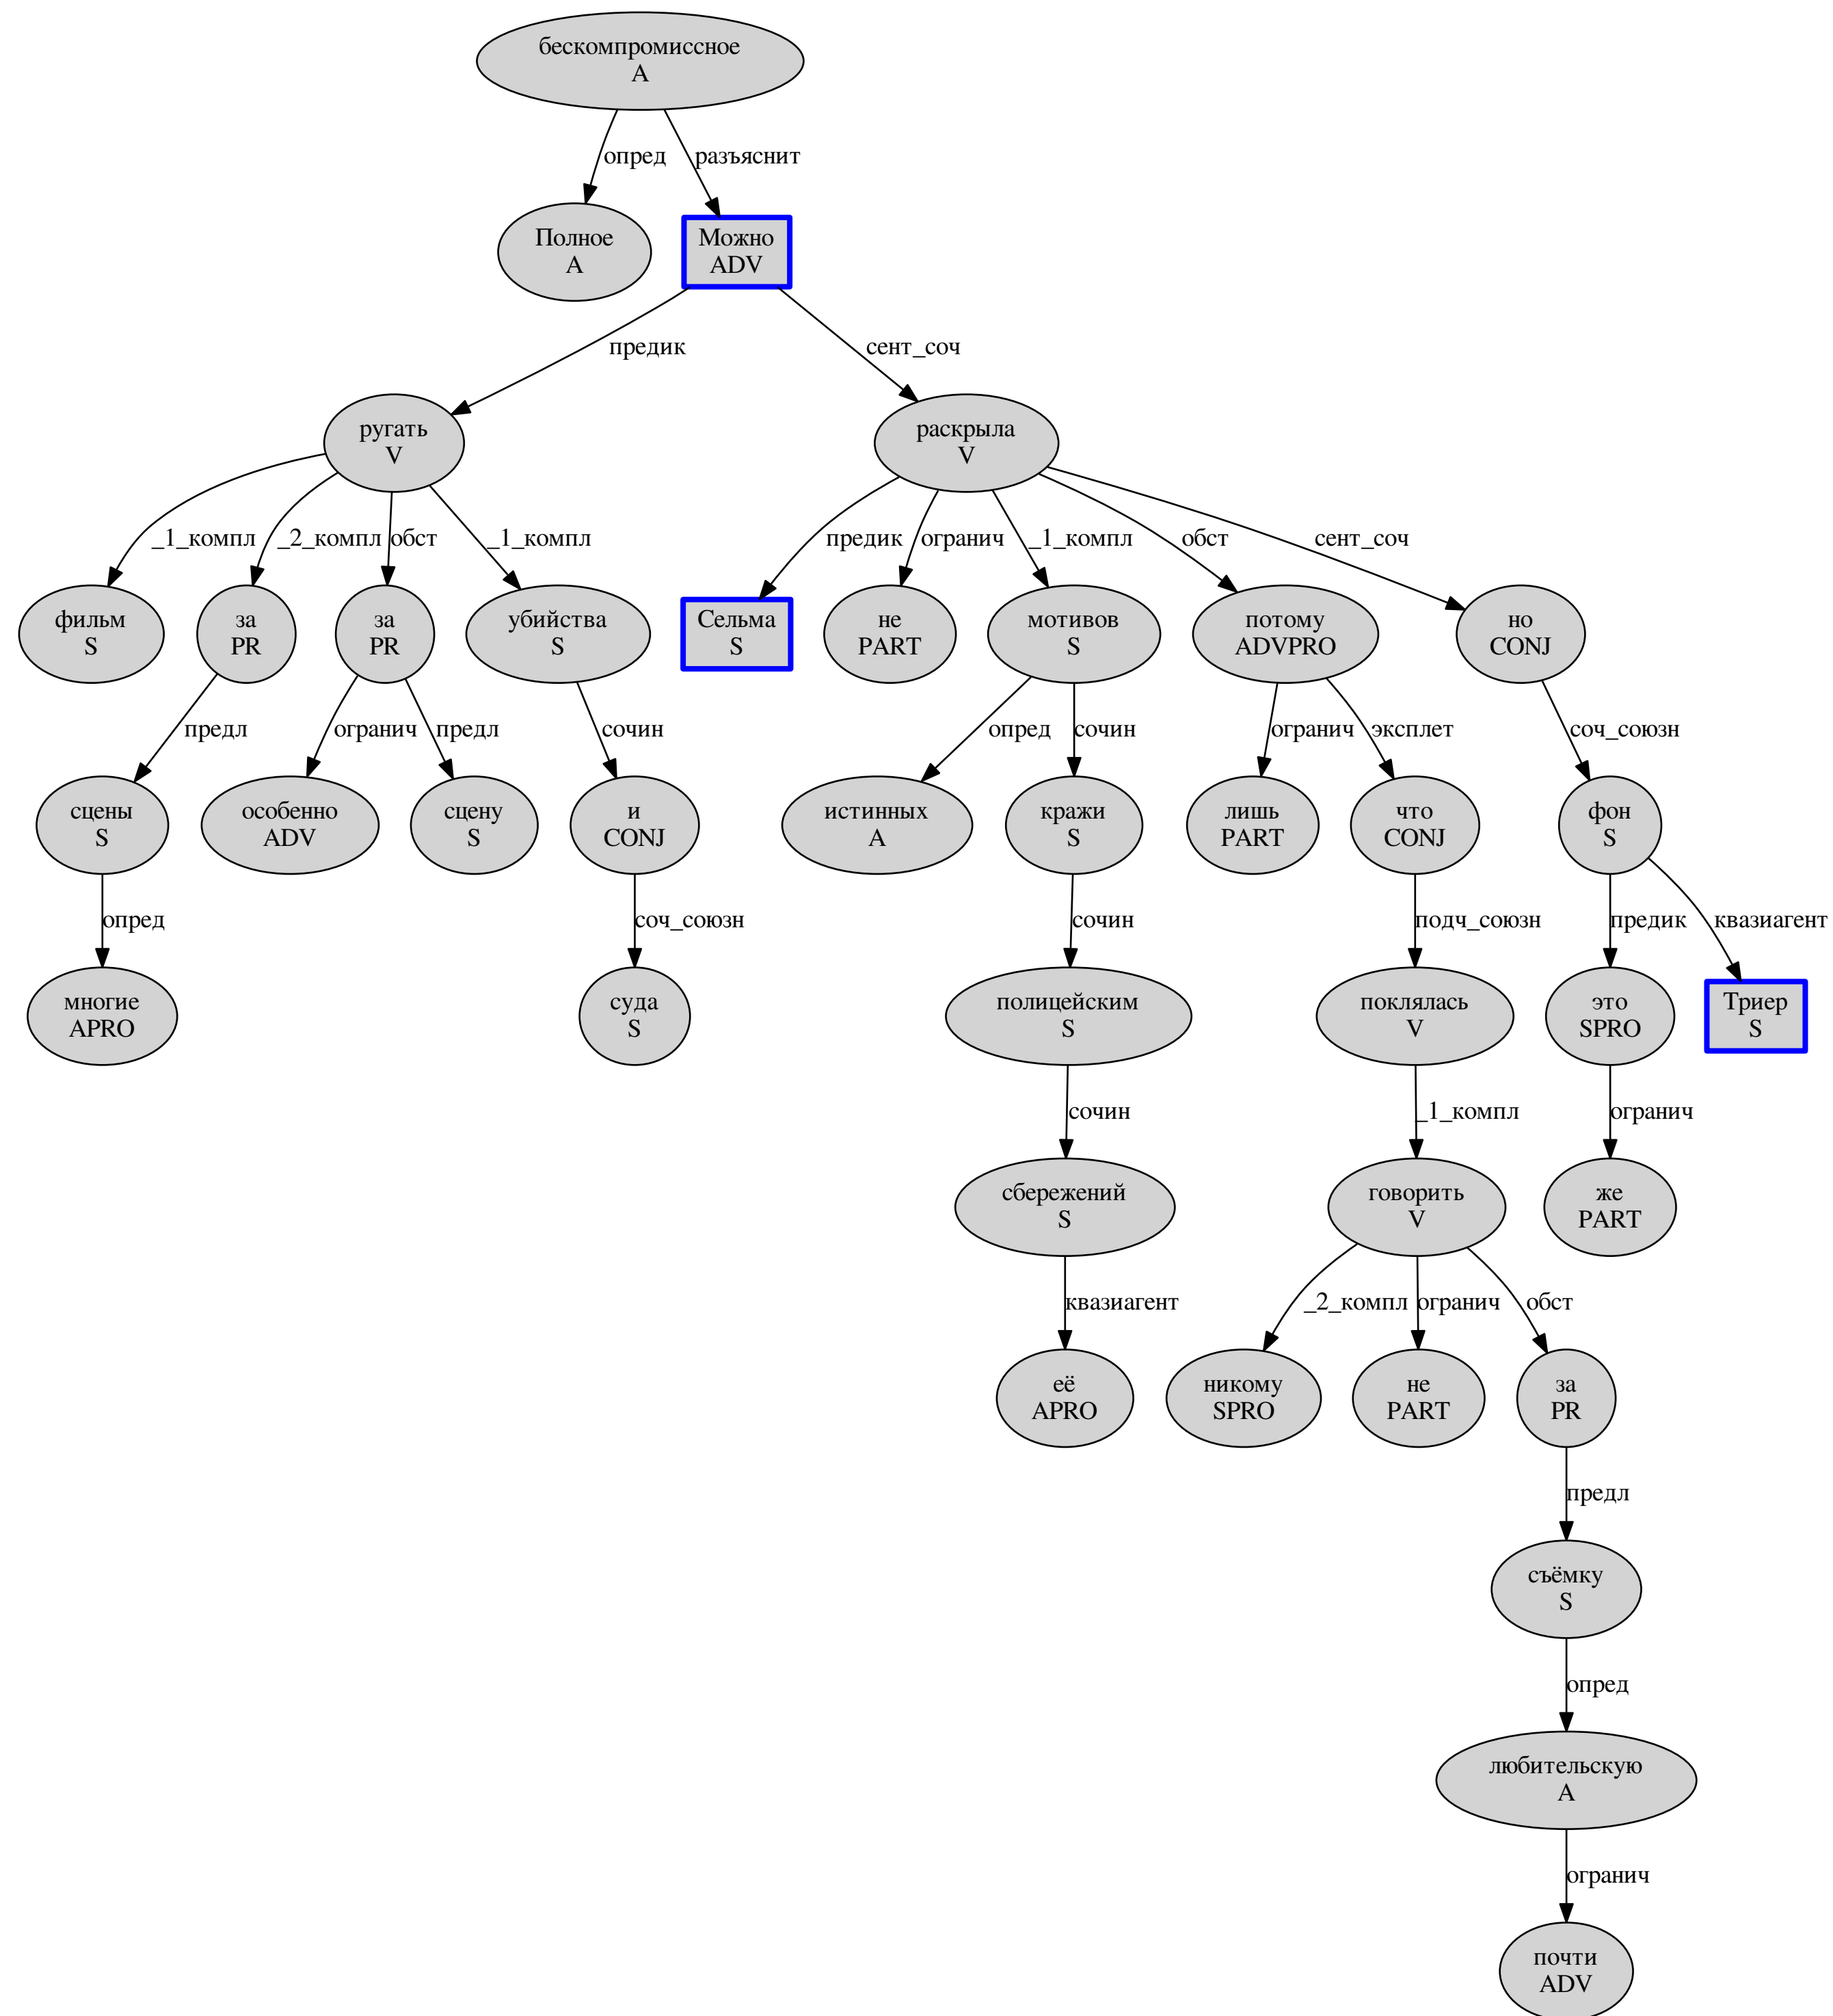 бескомпромиссное
A
опред
разъяснит
Полное
A
Можно
ADV
предик
сент_соч
ругать
V
раскрыла
V
_1_компл
_2_компл
обст
_1_компл
предик
огранич
_1_компл
обст
сент_соч
фильм
S
за
PR
за
PR
убийства
S
Сельма
S
не
PART
мотивов
S
потому
ADVPRO
но
CONJ
предл
огранич
предл
сочин
опред
сочин
огранич
эксплет
соч_союзн
сцены
S
особенно
ADV
сцену
S
и
CONJ
истинных
A
кражи
S
лишь
PART
что
CONJ
фон
S
опред
соч_союзн
сочин
подч_союзн
предик
квазиагент
многие
APRO
суда
S
полицейским
S
поклялась
V
это
SPRO
Триер
S
сочин
_1_компл
огранич
сбережений
S
говорить
V
же
PART
квазиагент
_2_компл
огранич
обст
её
APRO
никому
SPRO
не
PART
за
PR
предл
съёмку
S
опред
любительскую
A
огранич
почти
ADV